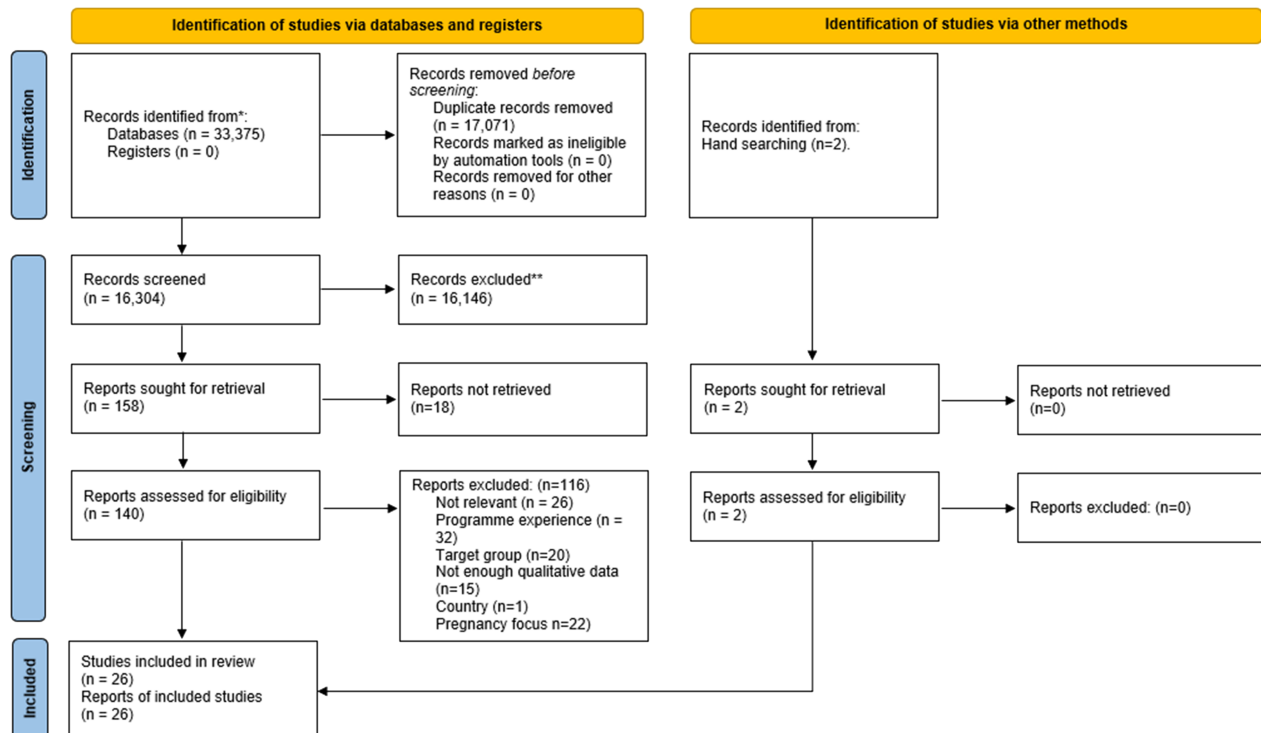 Identification of studies via databases and registers
Identification of studies via other methods
Identification
Records identified from*:
Databases (n = 33,375)
Registers (n = 0)
Records removed before
screening:
Duplicate records removed
(n = 17,071)
Records marked as ineligible
by automation tools (n = 0)
Records removed for other
reasons (n = 0)
Records identified from:
Hand searching (n=2).
Screening
Records screened
(n = 16,304)
Records excluded**
(n = 16,146)
Reports sought for retrieval
(n = 158)
Reports not retrieved
(n=18)
Reports sought for retrieval
(n = 2)
Reports not retrieved
(n=0)
Reports assessed for eligibility
(n = 140)
Reports excluded: (n=116)
Not relevant (n = 26)
Programme experience (n =
32)
Target group (n=20)
Not enough qualitative data
(n=15)
Country (n=1)
Pregnancy focus n=22)
Reports assessed for eligibility
(n = 2)
Reports excluded: (n=0)
Included
Studies included in review
(n = 26)
Reports of included studies
(n = 26)